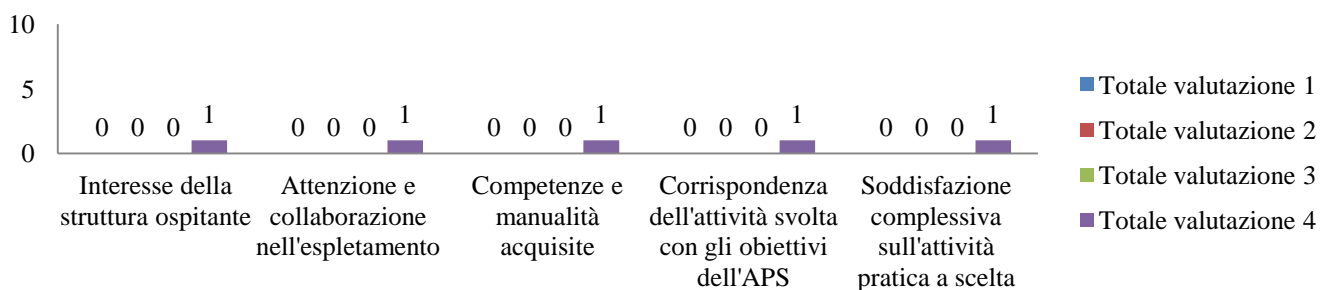 10
5
0
0 0 0 1
0 0 0 1
0 0 0 1
0 0 0 1
0 0 0 1
Interesse della
struttura ospitante
Attenzione e
collaborazione
nell'espletamento
Competenze e
manualità
acquisite
Corrispondenza
dell'attività svolta
con gli obiettivi
dell'APS
Soddisfazione
complessiva
sull'attività
pratica a scelta
Totale valutazione 1
Totale valutazione 2
Totale valutazione 3
Totale valutazione 4